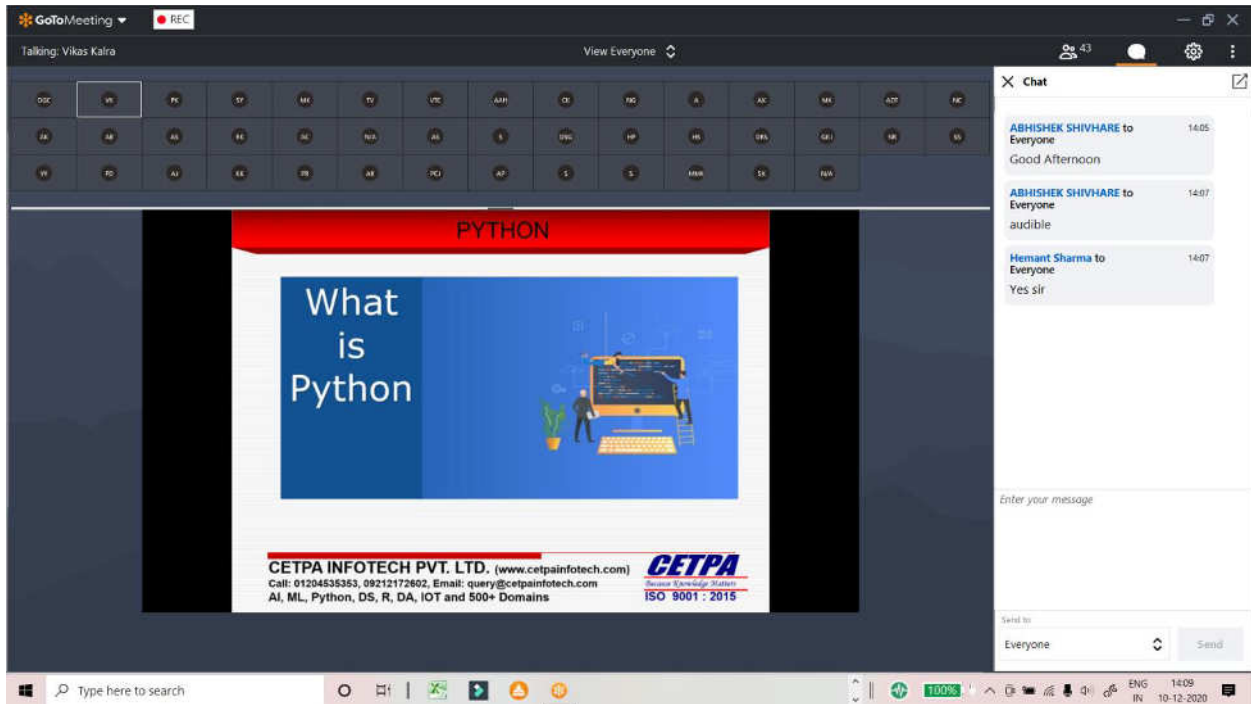 GoToMeeting
REC
Talking: Vikas Kalra
View Everyone
43
Chat
ABHISHEK SHIVHARE to
Everyone
14:05
Good Afternoon
ABHISHEK SHIVHARE to
Everyone
14:07
audible
Hemant Sharma to
Everyone
14:07
Yes sir
PYTHON
What
is
Python
CETPA INFOTECH PVT. LTD. (www.cetpainfotech.com)
Call: 01204535353, 09212172602, Email: query@cetpainfotech.com
AI, ML, Python, DS, R, DA, IOT and 500+ Domains
CETPA
Because Knowledge Matters
ISO 9001 : 2015
Enter your message
Send to
Everyone
Send
Type here to search
100%
ENG
IN
14:09
10-12-2020